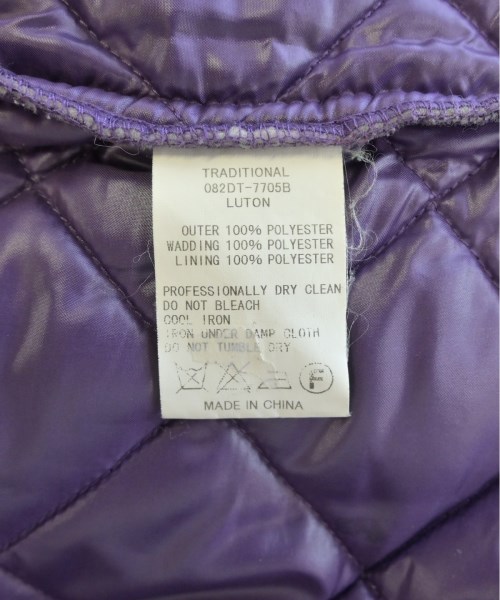 TRADITIONAL
082DT-7705B
LUTON
OUTER 100% POLYESTER
WADDING 100% POLYESTER
LINING 100% POLYESTER
PROFESSIONALLY DRY CLEAN
DO NOT BLEACH
COOL IRON
IRON UNDER DAMP CLOTH
DO NOT TUMBLE DRY
F
MADE IN CHINA